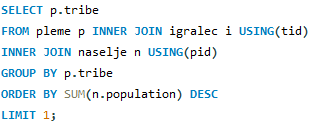 SELECT p.tribe
FROM pleme p INNER JOIN igralec i USING(tid)
INNER JOIN naselje n USING(pid)
GROUP BY p.tribe
ORDER BY SUM(n.population) DESC
LIMIT 1;